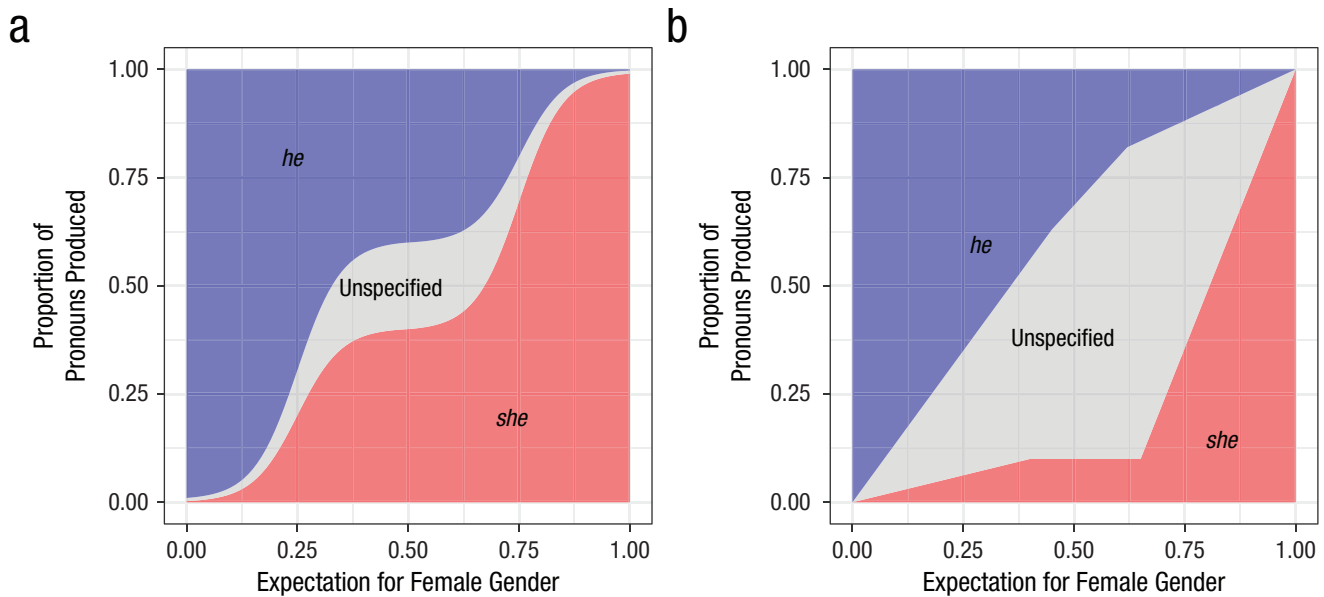 a
Proportion of
Pronouns Produced
1.00
0.75
0.50
0.25
0.00
he
Unspecified
she
0.00 0.25 0.50 0.75 1.00
Expectation for Female Gender
b
Proportion of
Pronouns Produced
1.00
0.75
0.50
0.25
0.00
he
Unspecified
she
0.00 0.25 0.50 0.75 1.00
Expectation for Female Gender